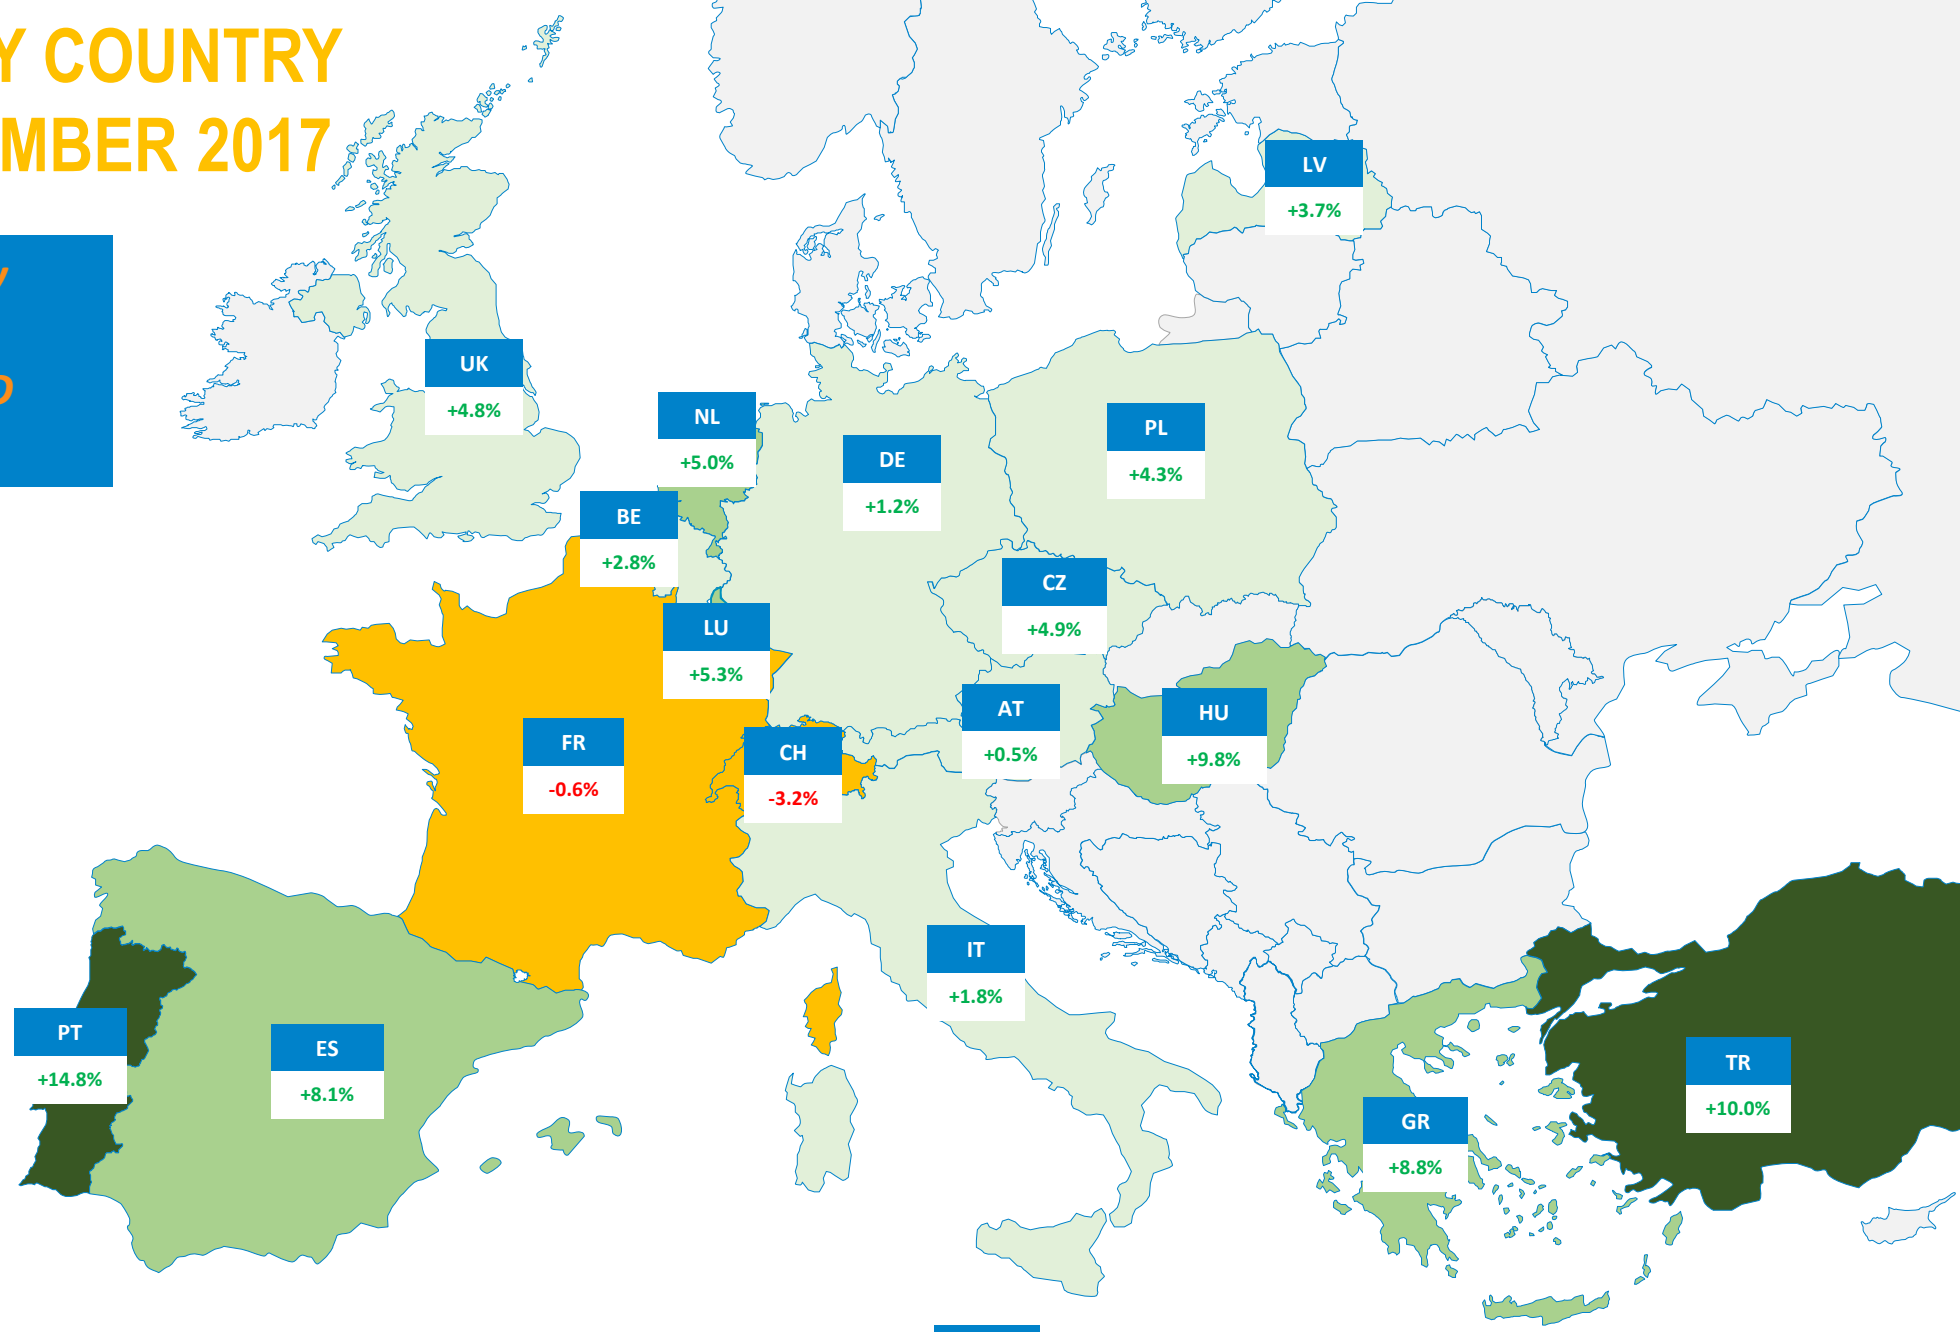 Y COUNTRY
MBER 2017
LV
+3.7%
UK
+4.8%
NL
+5.0%
PL
+4.3%
DE
+1.2%
BE
+2.8%
CZ
+4.9%
LU
+5.3%
AT
+0.5%
HU
+9.8%
FR
-0.6%
CH
-3.2%
IT
+1.8%
PT
+14.8%
ES
+8.1%
TR
+10.0%
GR
+8.8%